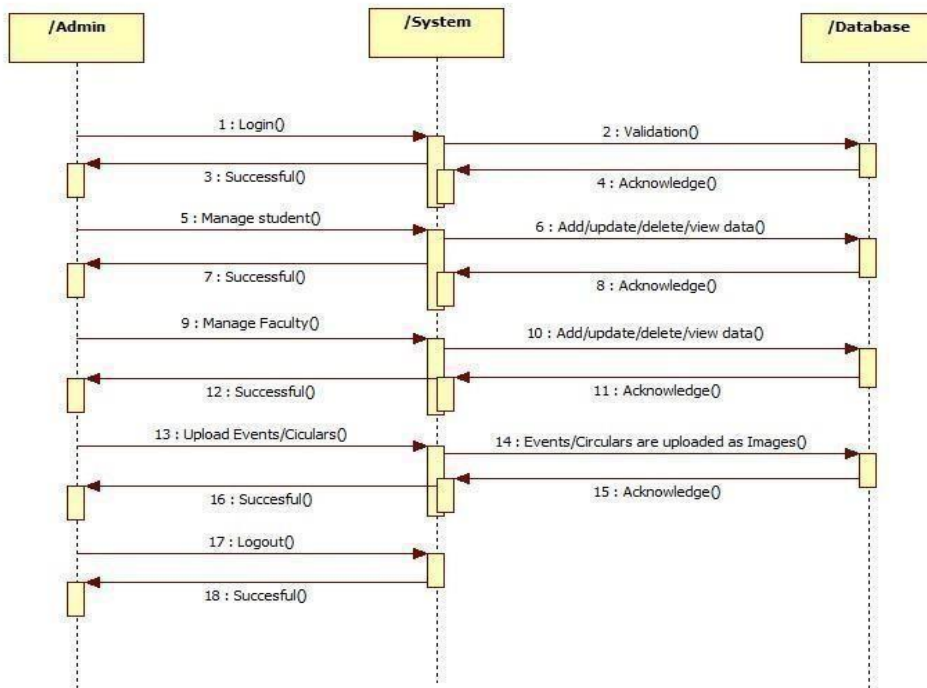 /Admin
/System
/Database
1 : Login()
2 : Validation()
3 : Successful()
4 : Acknowledge()
5 : Manage student()
6 : Add/update/delete/view data()
7 : Successful()
8 : Acknowledge()
9 : Manage Faculty()
10 : Add/update/delete/view data()
12 : Successful()
11 : Acknowledge()
13 : Upload Events/Ciculars()
14 : Events/Circulars are uploaded as Images()
16 : Succesful()
15 : Acknowledge()
17 : Logout()
18 : Succesful()